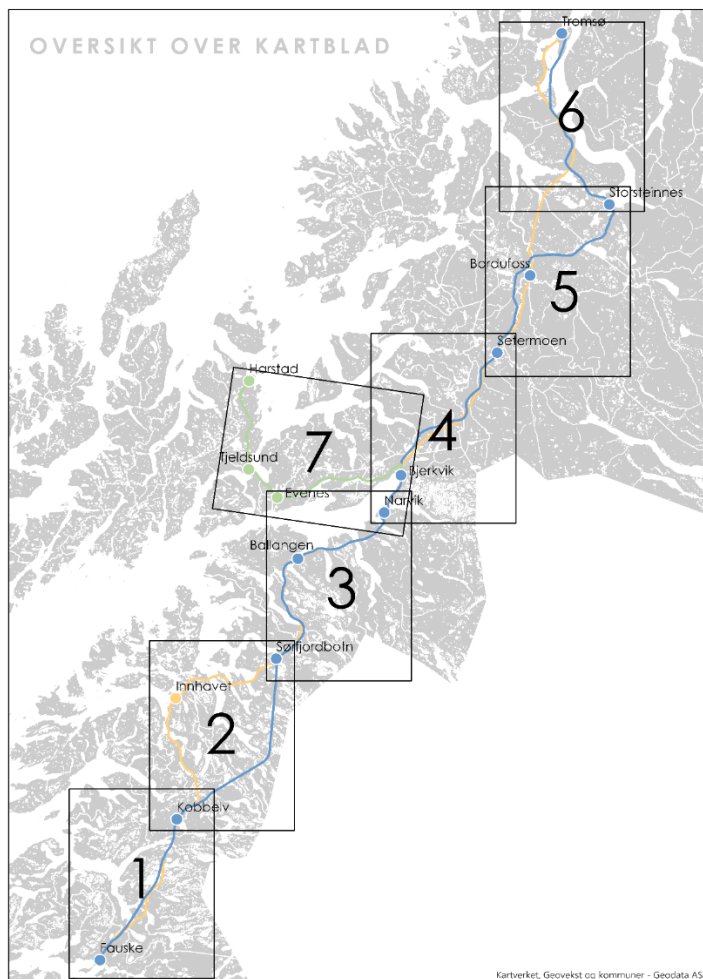 OVERSIKT OVER KARTBLAD
Tromsø
6
Storsteinnes
Bardufoss
5
Setermoen
Harstad
4
7
Tjeldsund
Bjerkvik
Evenes
Narvik
Ballangen
3
Sørfjordbotn
Innhavet
2
Kobbelv
1
Fauske
Kartverket, Geovekst og kommuner - Geodata AS